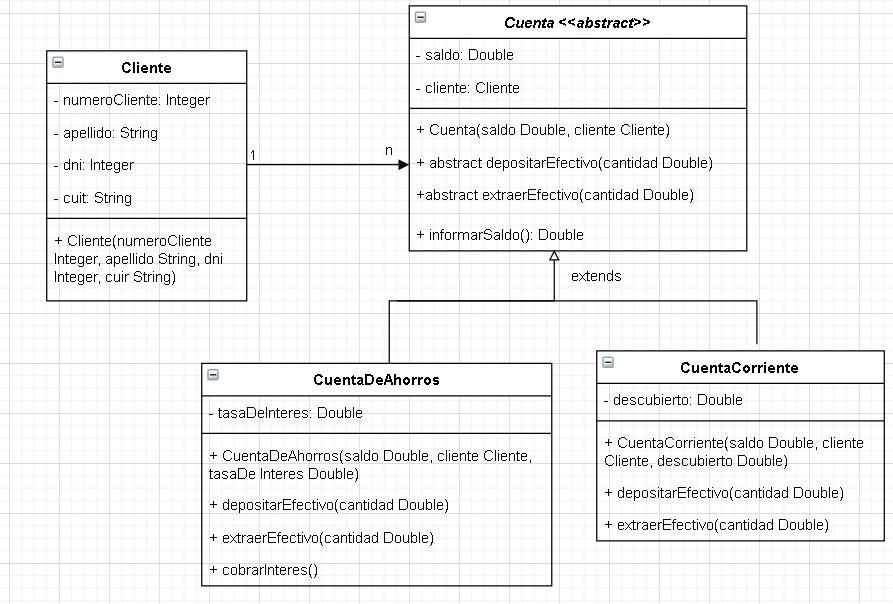 Cliente
- numeroCliente: Integer
- apellido: String
- dni: Integer
- cuit: String
+ Cliente(numeroCliente
Integer, apellido String, dni
Integer, cuir String)
1
n
Cuenta <<abstract>>
- saldo: Double
- cliente: Cliente
+ Cuenta(saldo Double, cliente Cliente)
+ abstract depositarEfectivo(cantidad Double)
+abstract extraerEfectivo(cantidad Double)
+ informarSaldo(): Double
extends
CuentaDeAhorros
- tasaDeInteres: Double
+ CuentaDeAhorros(saldo Double, cliente Cliente,
tasaDe Interes Double)
+ depositarEfectivo(cantidad Double)
+ extraerEfectivo(cantidad Double)
+ cobrarInteres()
CuentaCorriente
- descubierto: Double
+ CuentaCorriente(saldo Double, cliente
Cliente, descubierto Double)
+ depositarEfectivo(cantidad Double)
+ extraerEfectivo(cantidad Double)